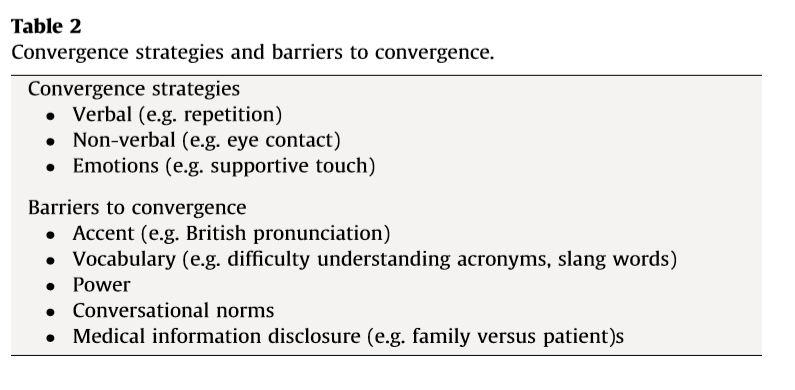 Table 2
Convergence strategies and barriers to convergence.
Convergence strategies
• Verbal (e.g. repetition)
• Non-verbal (e.g. eye contact)
• Emotions (e.g. supportive touch)
Barriers to convergence
• Accent (e.g. British pronunciation)
• Vocabulary (e.g. difficulty understanding acronyms, slang words)
• Power
• Conversational norms
• Medical information disclosure (e.g. family versus patient)s